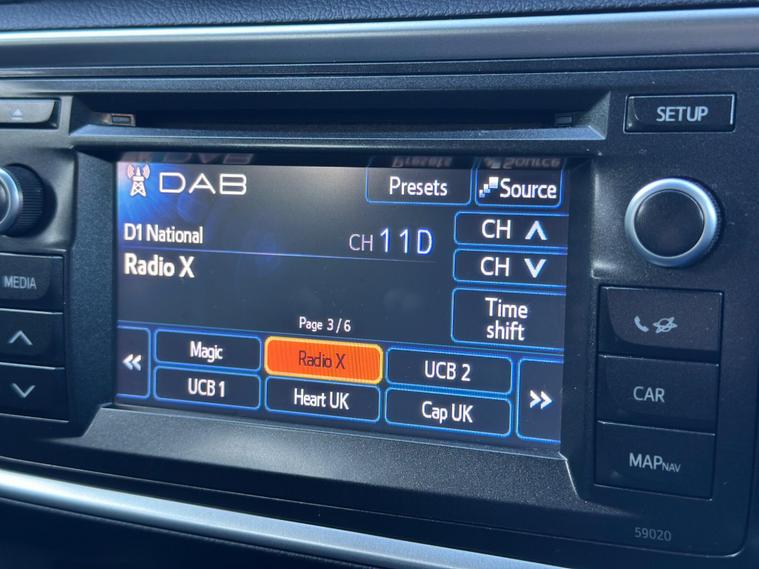 SETUP
DAB
Presets
Source
D1 National
CH 11D
CH
Radio X
CH
Time
shift
Page 3 / 6
Magic
Radio X
UCB 2
UCB 1
Heart UK
Cap UK
MEDIA
CAR
MAP NAV
59020